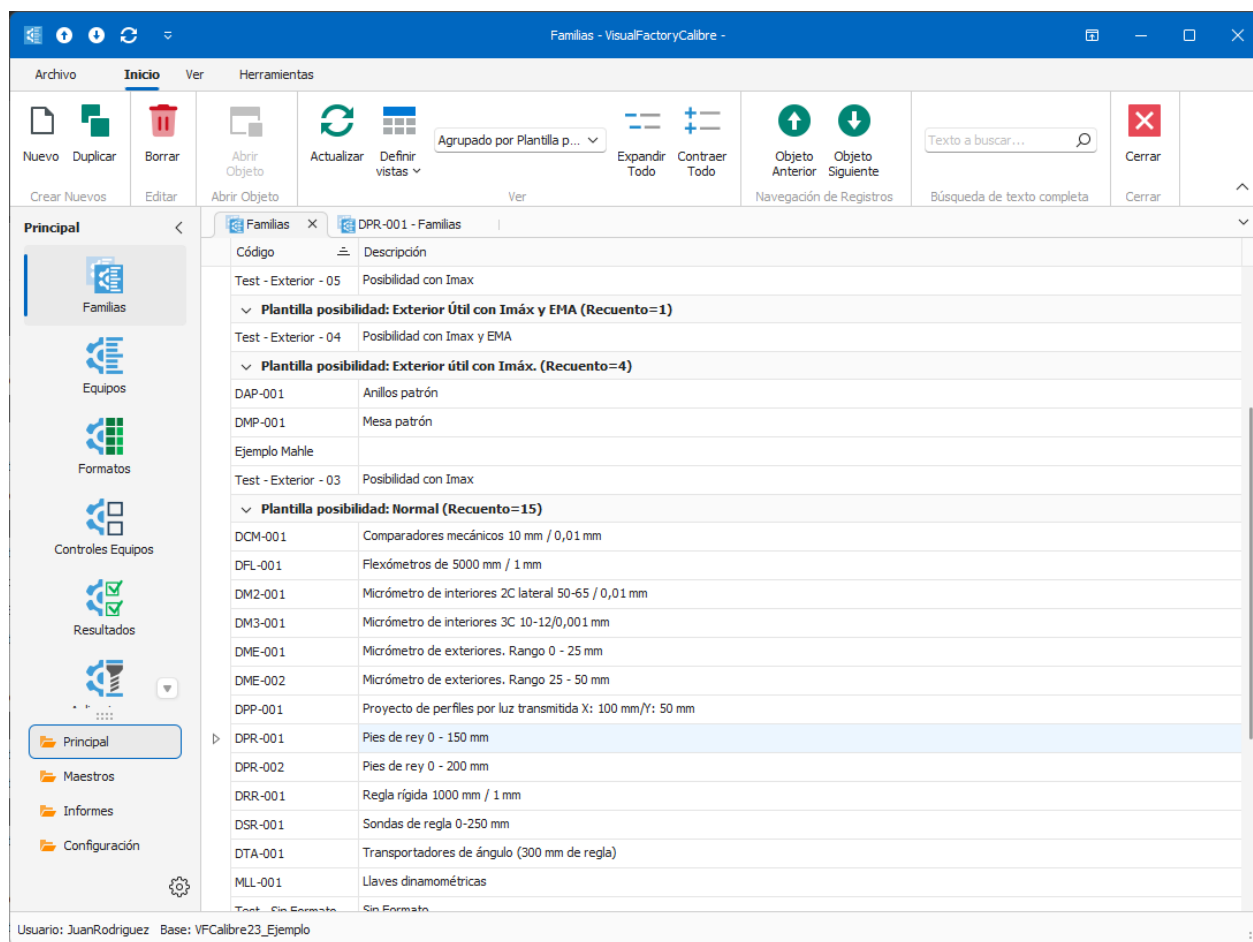 Familias - VisualFactoryCalibre -
Archivo Inicio Ver Herramientas
Nuevo Duplicar Borrar Abrir Objeto Actualizar Definir vistas Agrupado por Plantilla p... Expandir Todo Contraer Todo Objeto Anterior Objeto Siguiente Texto a buscar... Cerrar
Crear Nuevos Editar Abrir Objeto Ver Navegación de Registros Búsqueda de texto completa Cerrar
Principal
Familias
Equipos
Formatos
Controles Equipos
Resultados
Principal
Maestros
Informes
Configuración
Familias DPR-001 - Familias
Código Descripción
Test - Exterior - 05 Posibilidad con Imax
Plantilla posibilidad: Exterior Útil con Imáx y EMA (Recuento=1)
Test - Exterior - 04 Posibilidad con Imax y EMA
Plantilla posibilidad: Exterior útil con Imáx. (Recuento=4)
DAP-001 Anillos patrón
DMP-001 Mesa patrón
Ejemplo Mahle
Test - Exterior - 03 Posibilidad con Imax
Plantilla posibilidad: Normal (Recuento=15)
DCM-001 Comparadores mecánicos 10 mm / 0,01 mm
DFL-001 Flexómetros de 5000 mm / 1 mm
DM2-001 Micrómetro de interiores 2C lateral 50-65 / 0,01 mm
DM3-001 Micrómetro de interiores 3C 10-12/0,001 mm
DME-001 Micrómetro de exteriores. Rango 0 - 25 mm
DME-002 Micrómetro de exteriores. Rango 25 - 50 mm
DPP-001 Proyecto de perfiles por luz transmitida X: 100 mm/Y: 50 mm
DPR-001 Pies de rey 0 - 150 mm
DPR-002 Pies de rey 0 - 200 mm
DRR-001 Regla rígida 1000 mm / 1 mm
DSR-001 Sondas de regla 0-250 mm
DTA-001 Transportadores de ángulo (300 mm de regla)
MLL-001 Llaves dinamométricas
Test - Sin Formato Sin Formato
Usuario: JuanRodriguez Base: VFCalibre23_Ejemplo